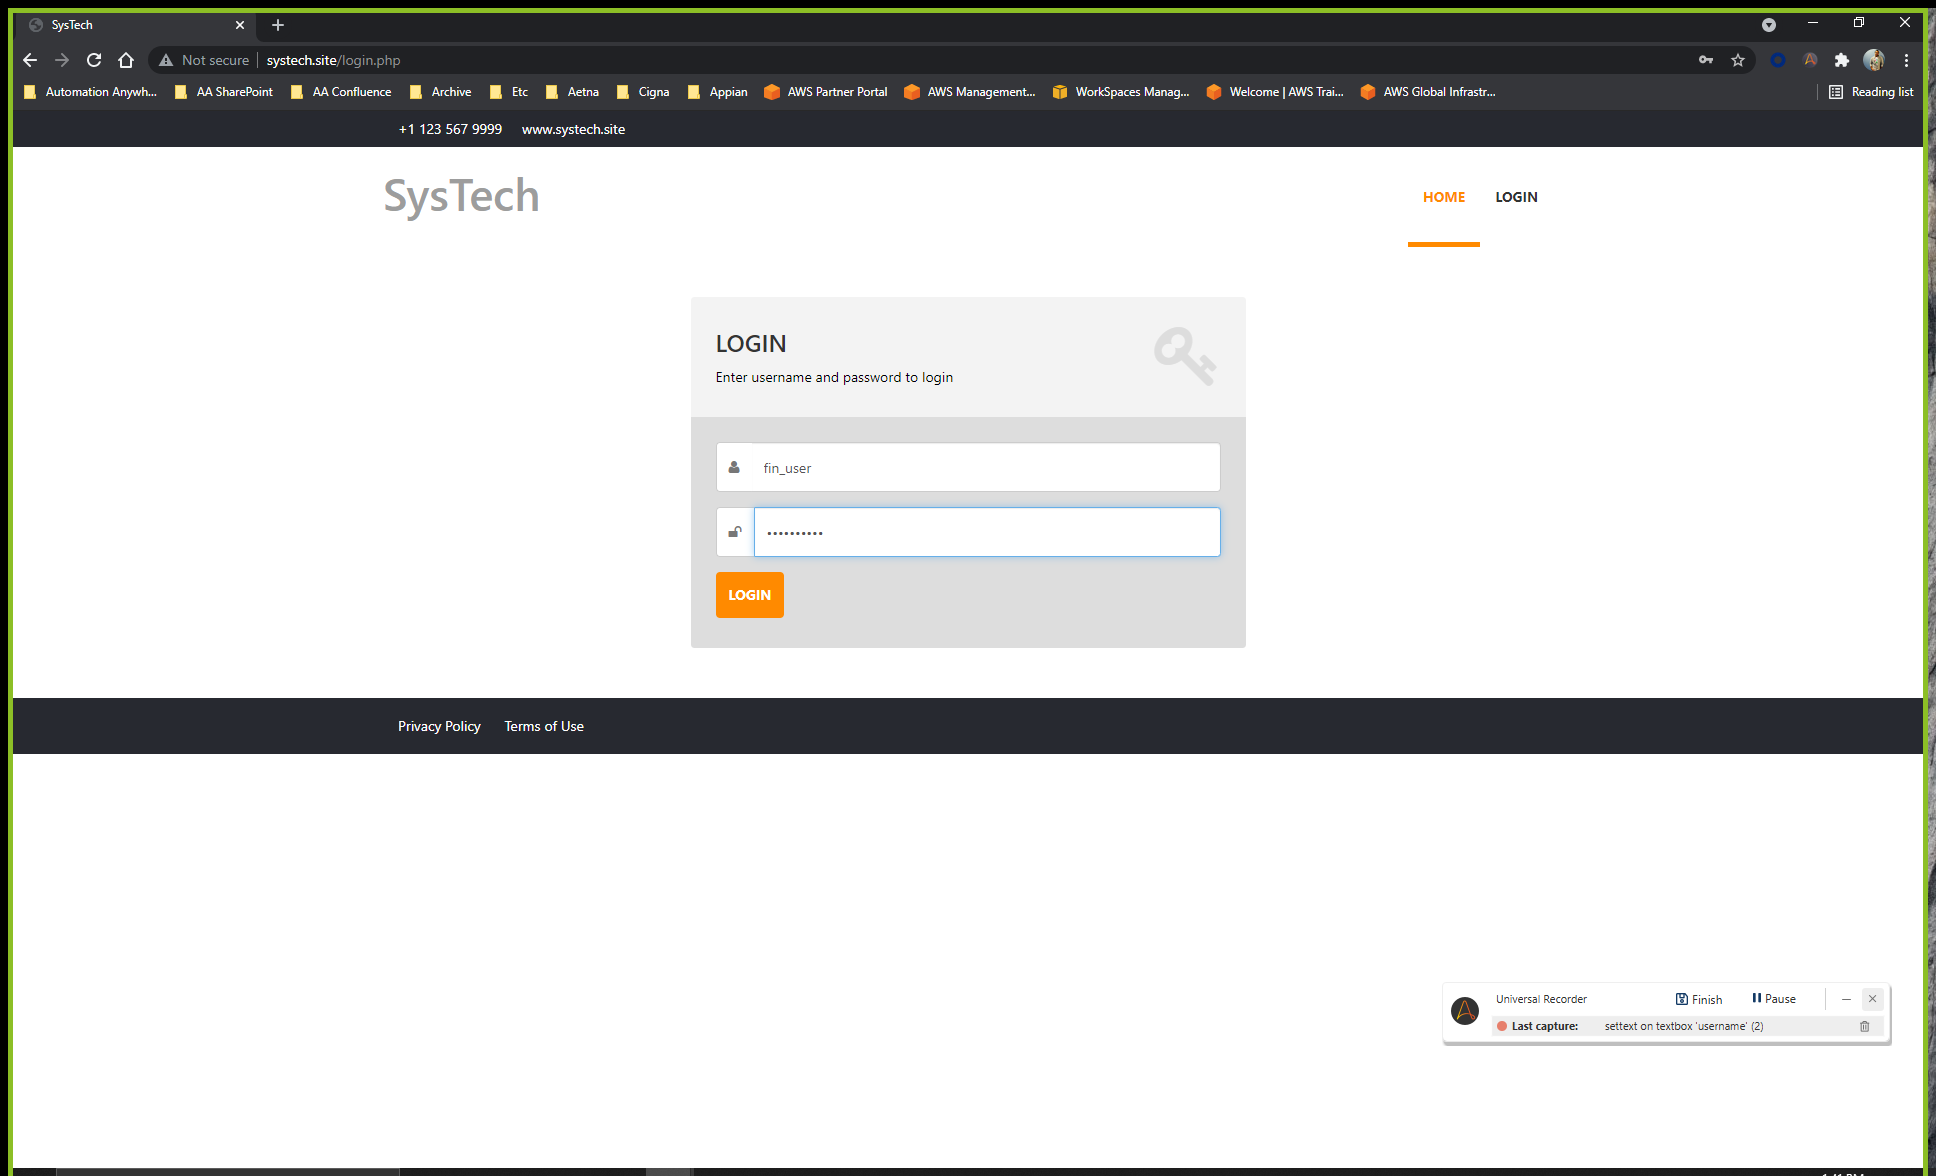 SysTech
Not secure systech.site/login.php
Automation Anywh... AA SharePoint AA Confluence Archive Etc Aetna Cigna Appian AWS Partner Portal AWS Management... WorkSpaces Manag... Welcome | AWS Trai... AWS Global Infrastr... Reading list
+1 123 567 9999 www.systech.site
SysTech
HOME LOGIN
LOGIN
Enter username and password to login
fin_user
••••••••••
LOGIN
Privacy Policy Terms of Use
Universal Recorder Finish Pause
Last capture: settext on textbox 'username' (2)